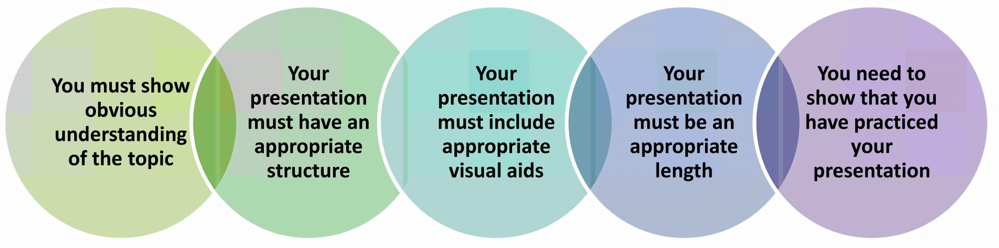 You must show
obvious
understanding
of the topic
Your
presentation
must have an
appropriate
structure
Your
presentation
must include
appropriate
visual aids
Your
presentation
must be an
appropriate
length
You need to
show that you
have practiced
your
presentation